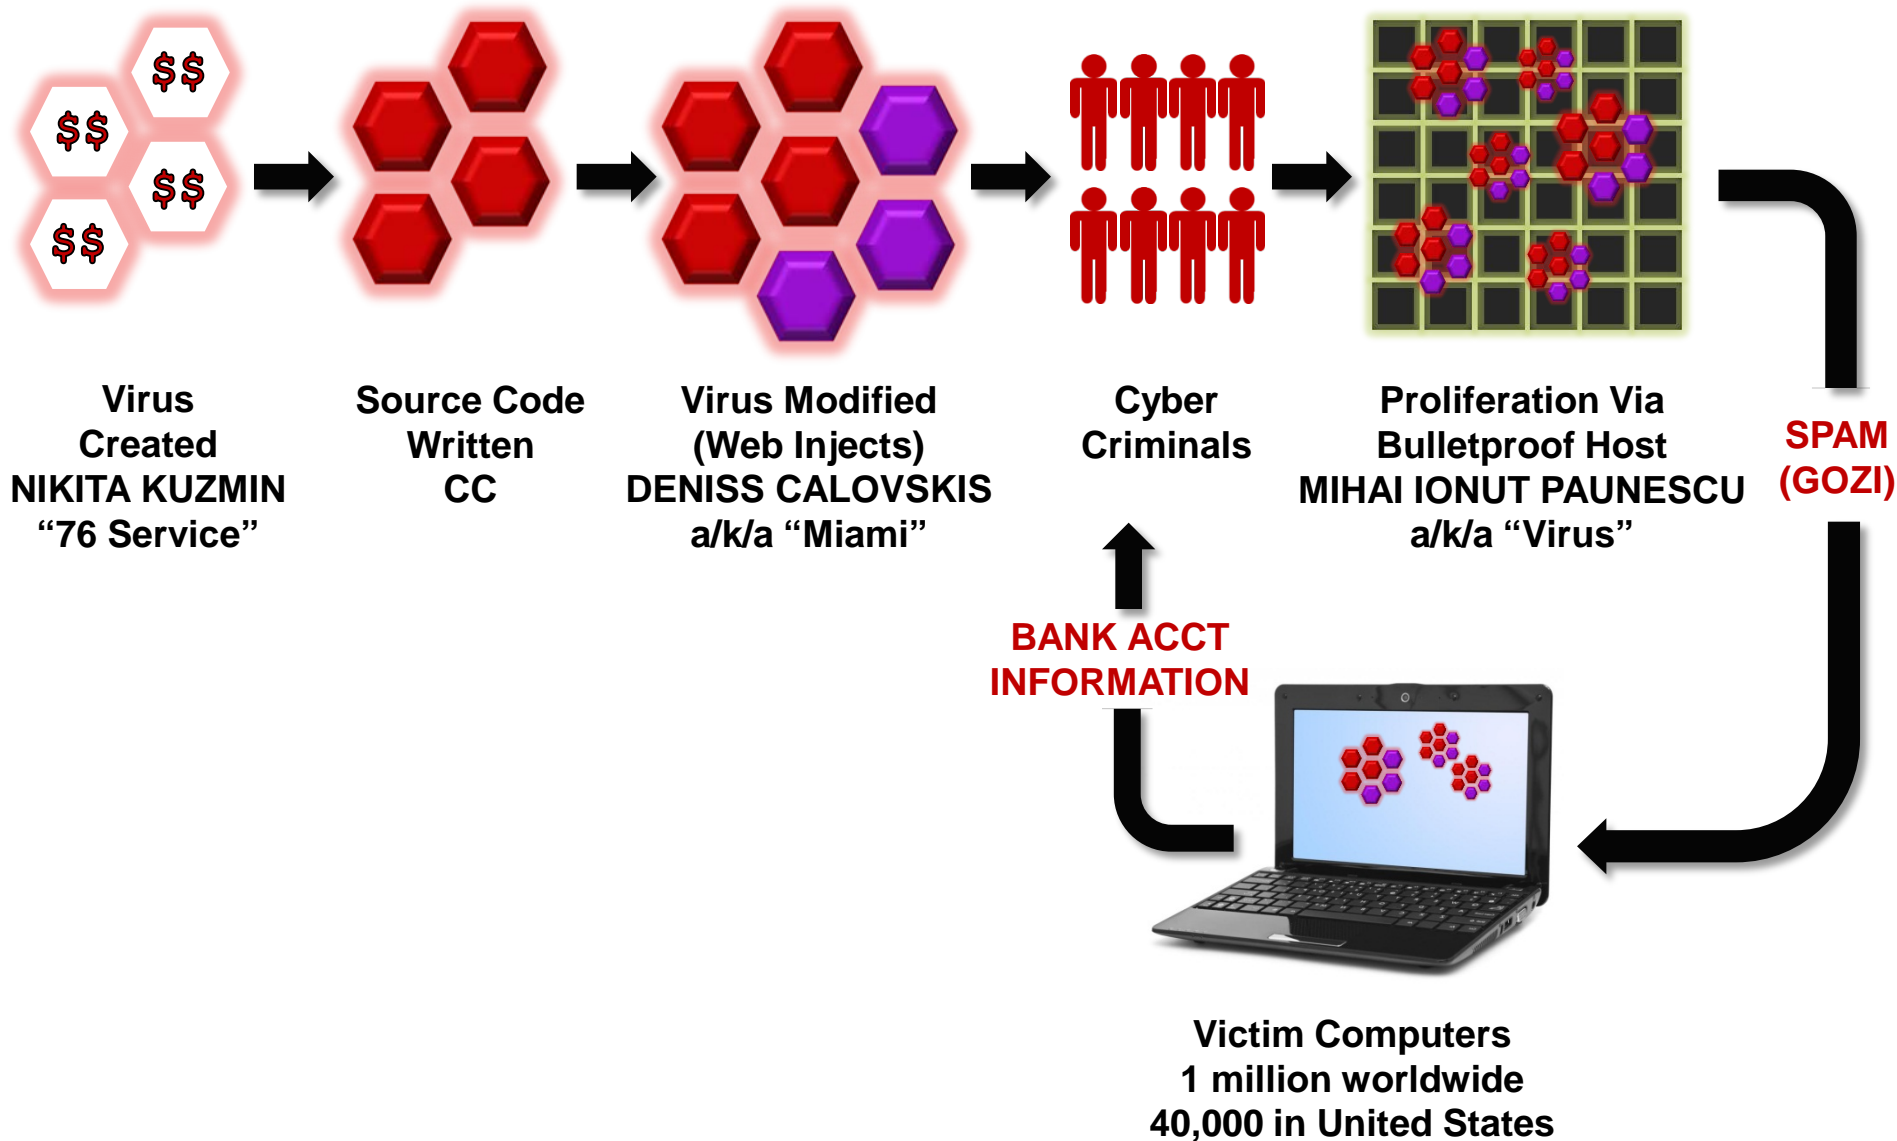 $$
$$
$$
$$
Virus
Created
NIKITA KUZMIN
“76 Service”
Source Code
Written
CC
Virus Modified
(Web Injects)
DENISS CALOVSKIS
a/k/a “Miami”
Cyber
Criminals
Proliferation Via
Bulletproof Host
MIHAI IONUT PAUNESCU
a/k/a “Virus”
SPAM
(GOZI)
BANK ACCT
INFORMATION
Victim Computers
1 million worldwide
40,000 in United States